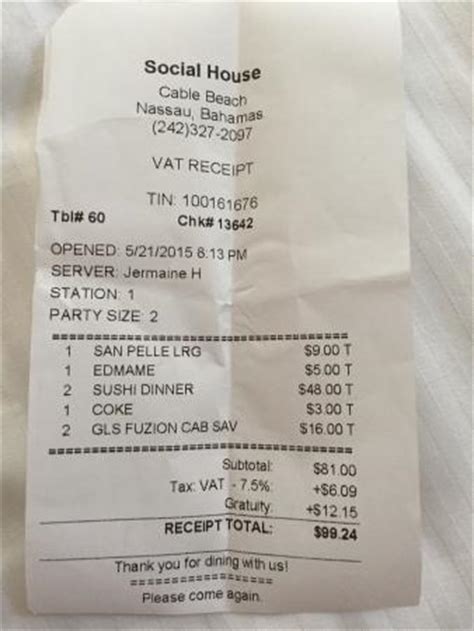 Social House
Cable Beach
Nassau, Bahamas
(242)327-2097
VAT RECEIPT
TIN: 100161676
Tbl# 60 Chk# 13642
OPENED: 5/21/2015 8:13 PM
SERVER: Jermaine H
STATION: 1
PARTY SIZE: 2
1 SAN PELLE LRG $9.00 T
1 EDMAME $5.00 T
2 SUSHI DINNER $48.00 T
1 COKE $3.00 T
2 GLS FUZION CAB SAV $16.00 T
Subtotal: $81.00
Tax: VAT - 7.5%: +$6.09
Gratuity: +$12.15
RECEIPT TOTAL: $99.24
Thank you for dining with us!
Please come again.